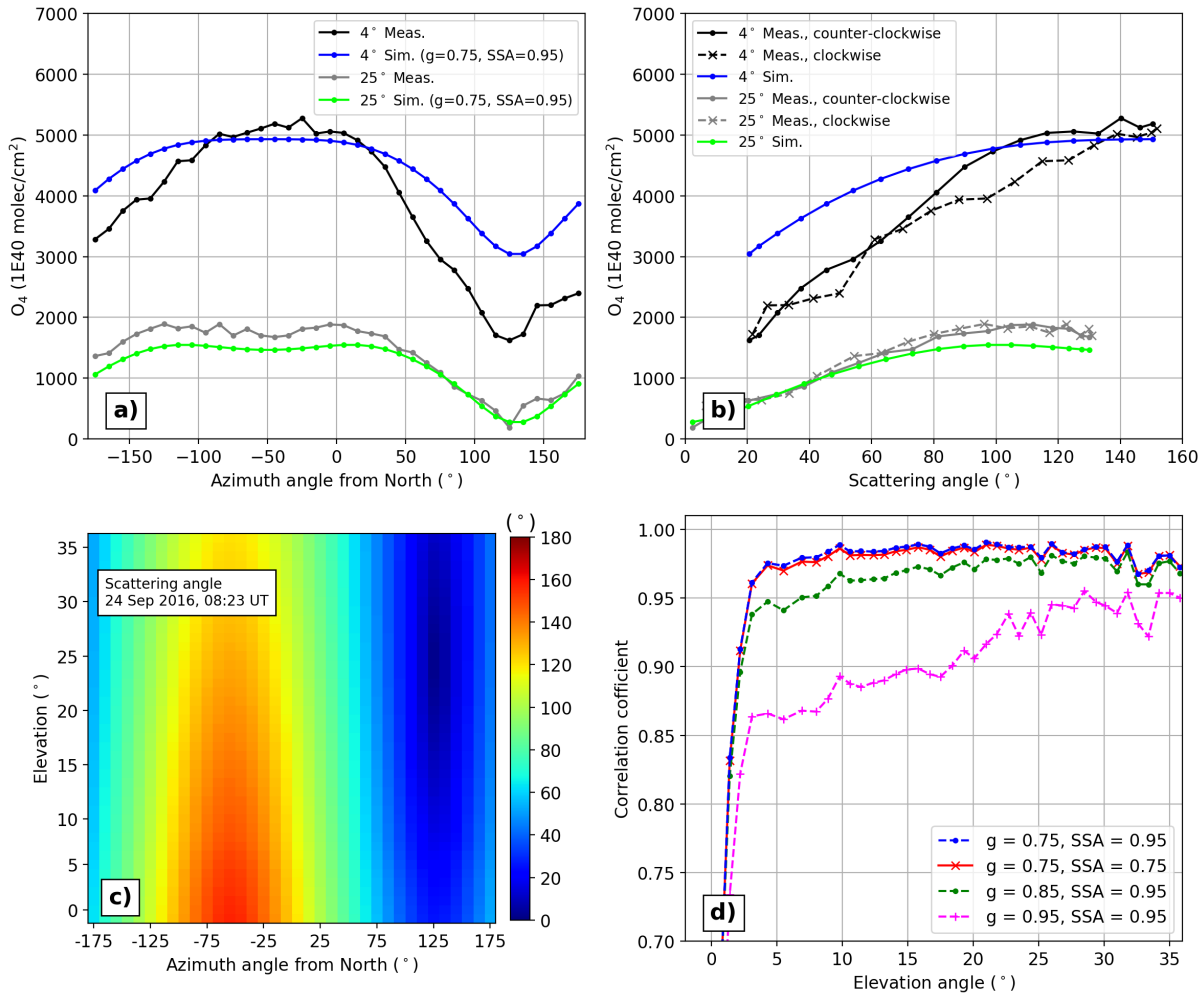 7000
6000
5000
4000
3000
2000
1000
0
O₄ (1E40 molec/cm²)
4° Meas.
4° Sim. (g=0.75, SSA=0.95)
25° Meas.
25° Sim. (g=0.75, SSA=0.95)
a)
−150 −100 −50 0 50 100 150
Azimuth angle from North (°)
7000
6000
5000
4000
3000
2000
1000
0
O₄ (1E40 molec/cm²)
4° Meas., counter-clockwise
4° Meas., clockwise
4° Sim.
25° Meas., counter-clockwise
25° Meas., clockwise
25° Sim.
b)
0 20 40 60 80 100 120 140 160
Scattering angle (°)
35
30
25
20
15
10
5
0
Elevation (°)
Scattering angle
24 Sep 2016, 08:23 UT
c)
-175 -125 -75 -25 25 75 125 175
Azimuth angle from North (°)
(°)
180
160
140
120
100
80
60
40
20
0
1.00
0.95
0.90
0.85
0.80
0.75
0.70
Correlation cofficient
g = 0.75, SSA = 0.95
g = 0.75, SSA = 0.75
g = 0.85, SSA = 0.95
g = 0.95, SSA = 0.95
d)
0 5 10 15 20 25 30 35
Elevation angle (°)